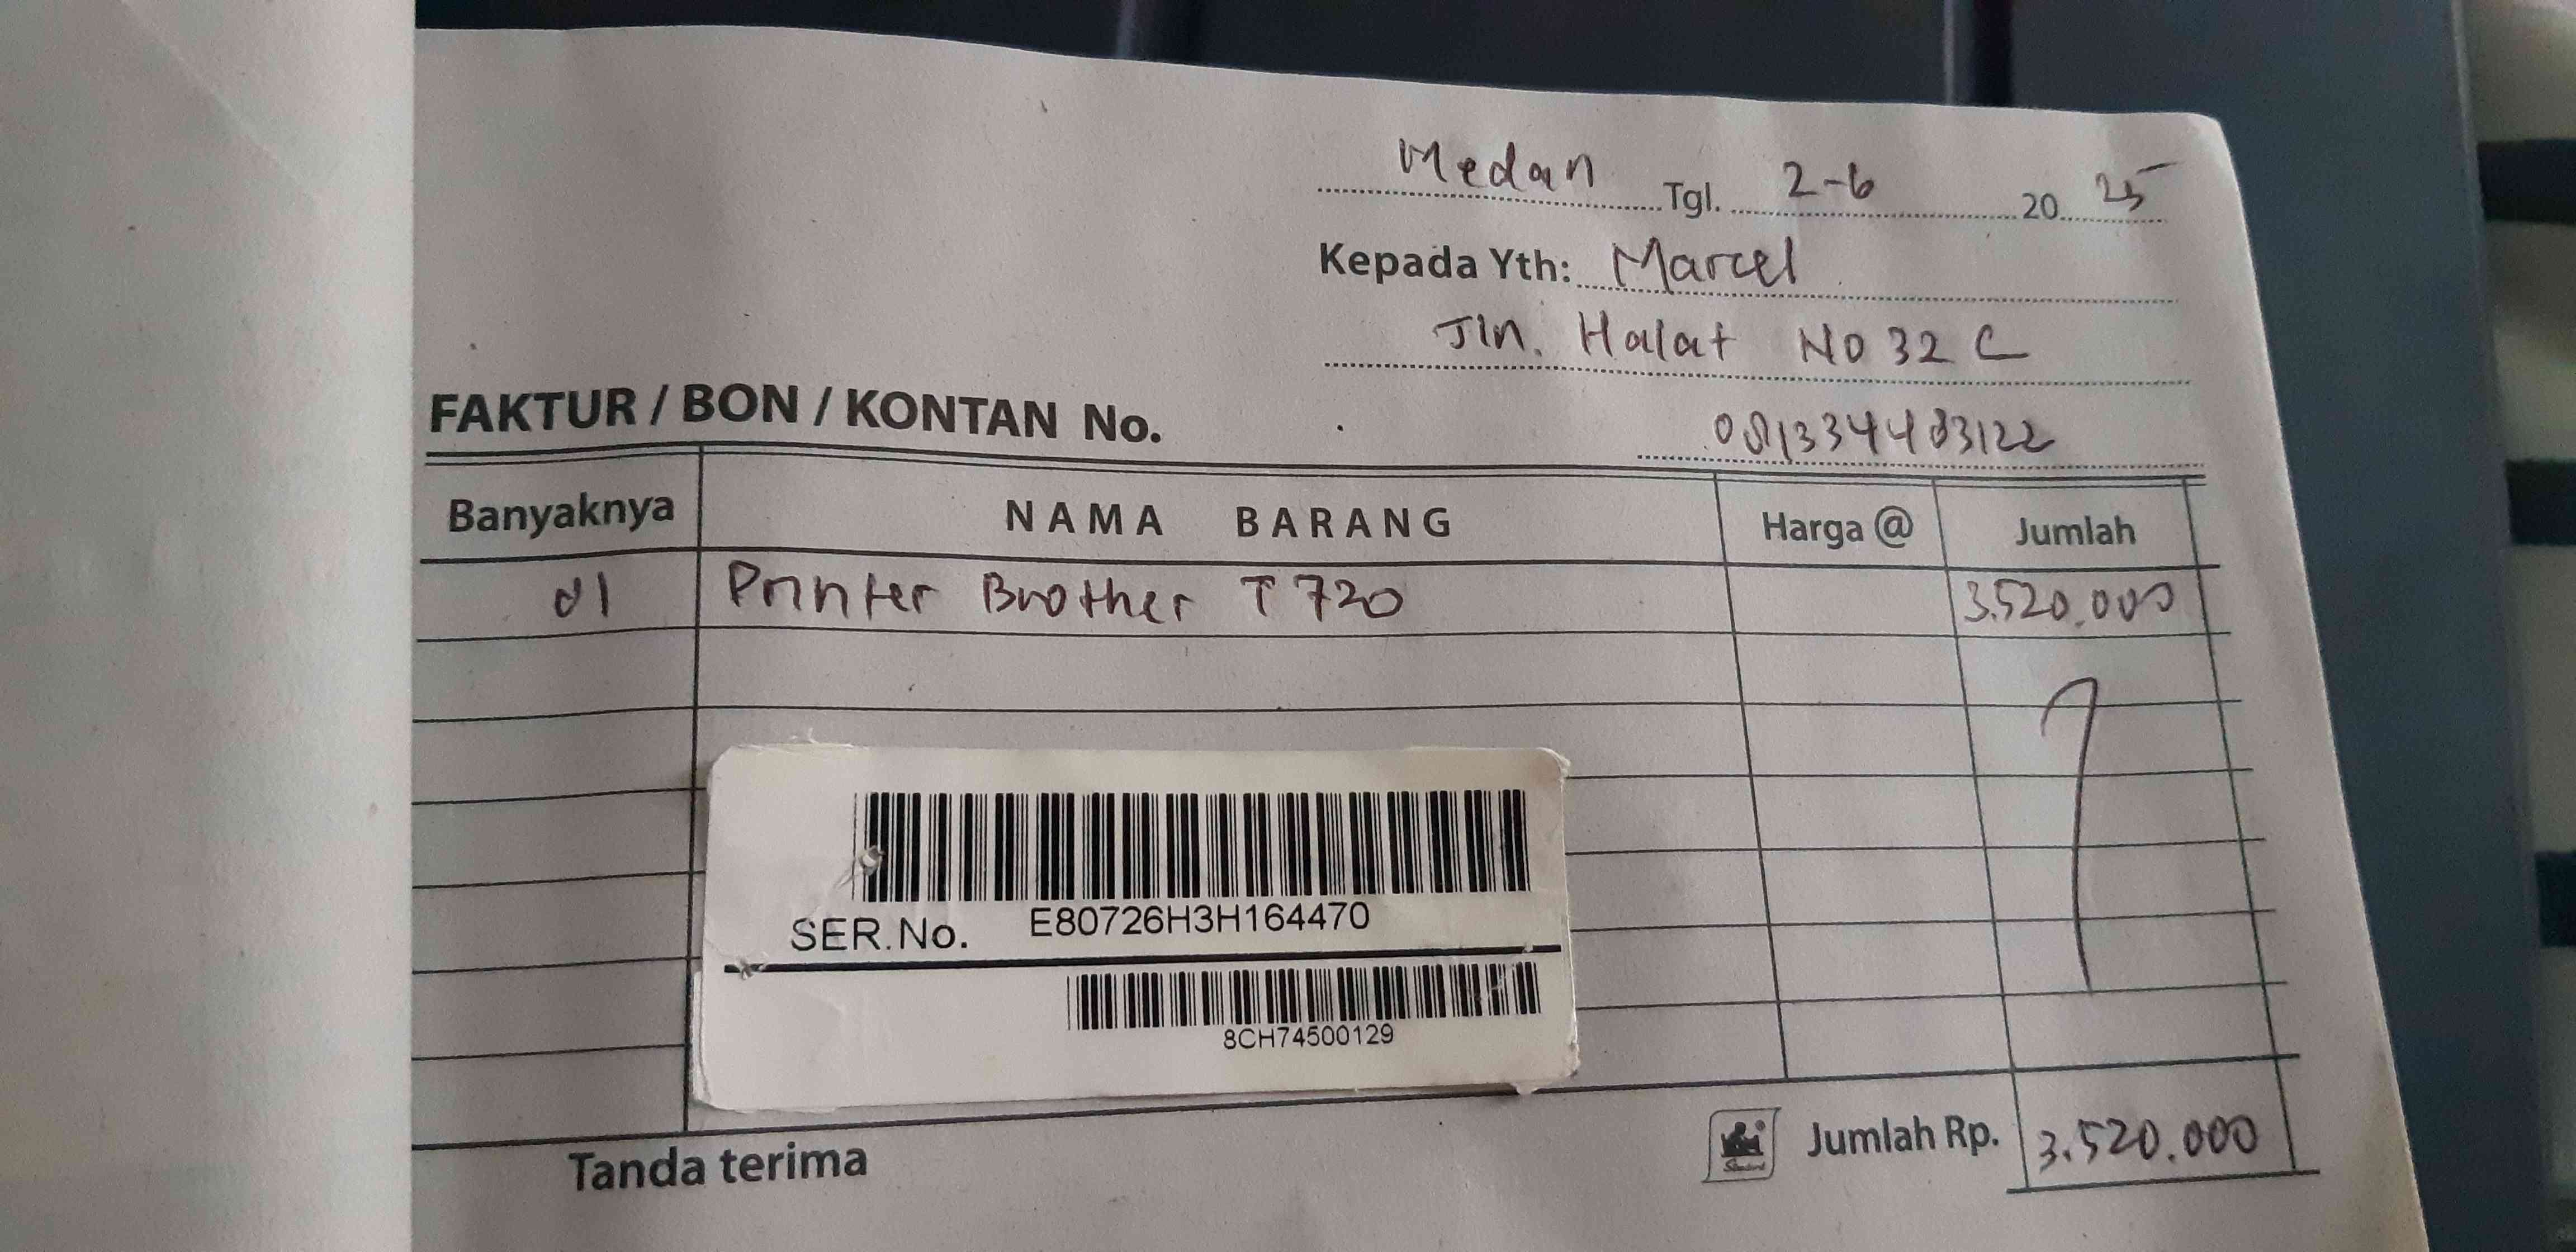 Medan Tgl. 2-6 20 25
Kepada Yth: Marcel
Jln. Halat No 32 C
FAKTUR / BON / KONTAN No.
081334483122
Banyaknya NAMA BARANG Harga @ Jumlah
01 Printer Brother T 720 3.520.000
SER.No. E80726H3H164470
8CH74500129
Tanda terima Jumlah Rp. 3.520.000